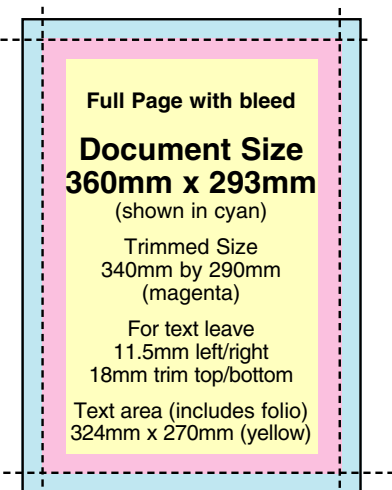 Full Page with bleed
Document Size
360mm x 293mm
(shown in cyan)
Trimmed Size
340mm by 290mm
(magenta)
For text leave
11.5mm left/right
18mm trim top/bottom
Text area (includes folio)
324mm x 270mm (yellow)